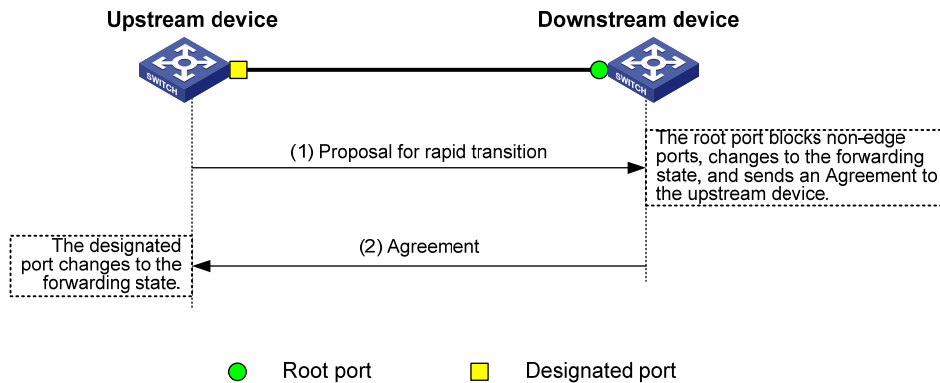 Upstream device
Downstream device
SWITCH
SWITCH
(1) Proposal for rapid transition
The root port blocks non-edge
ports, changes to the forwarding
state, and sends an Agreement to
the upstream device.
The designated
port changes to the
forwarding state.
(2) Agreement
Root port
Designated port